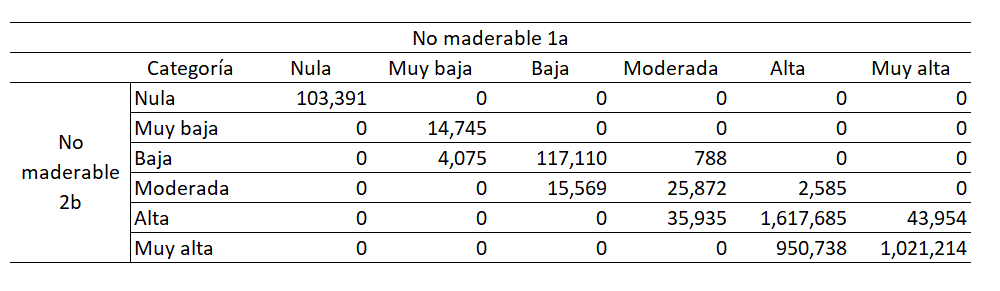 No maderable 1a
Categoría Nula Muy baja Baja Moderada Alta Muy alta
No maderable 2b
Nula 103,391 0 0 0 0 0
Muy baja 0 14,745 0 0 0 0
Baja 0 4,075 117,110 788 0 0
Moderada 0 0 15,569 25,872 2,585 0
Alta 0 0 0 35,935 1,617,685 43,954
Muy alta 0 0 0 0 950,738 1,021,214